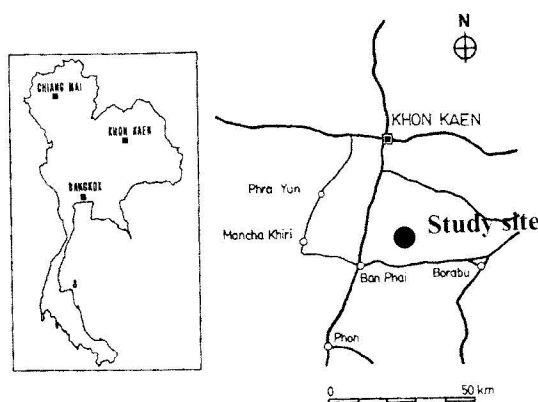 CHIANG MAI
KHON KAEN
BANGKOK
N
KHON KAEN
Phra Yun
Mancha Khiri
Study site
Ban Phai
Borabu
Phon
0 50 km